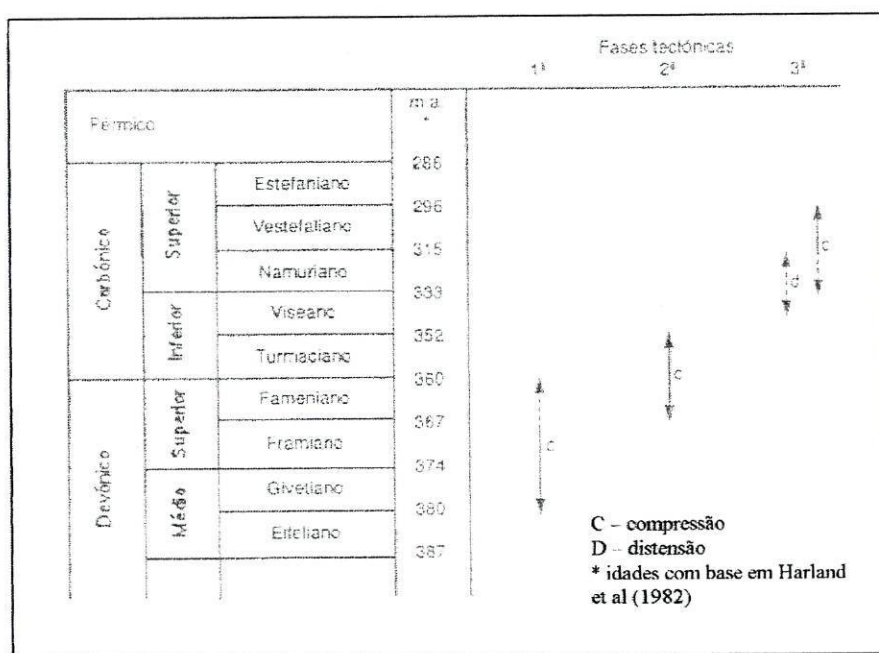 Fases tectónicas
1ª 2ª 3ª
m.a.
*
Pérmico
286
Estefaniano
296
Vestefaliano
315
Namuriano
333
Viseano
352
Turmaciano
360
Fameniano
367
Framiano
374
Givetiano
380
Eifeliano
387
Carbónico
Superior
Inferior
Devónico
Superior
Médio
c
d
c
c
C – compressão
D – distensão
* idades com base em Harland
et al (1982)